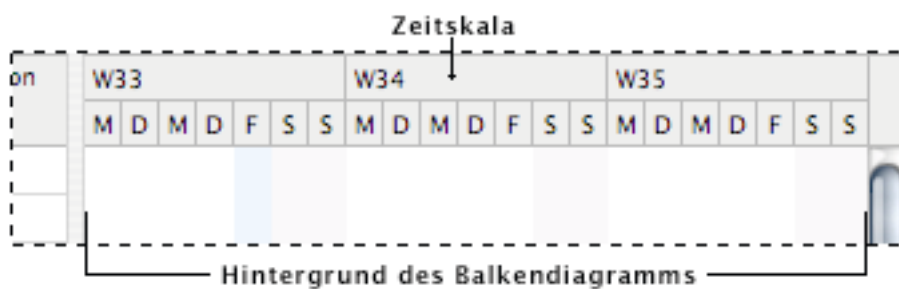 Zeitskala
on W33 W34 W35
M D M D F S S M D M D F S S M D M D F S S
Hintergrund des Balkendiagramms